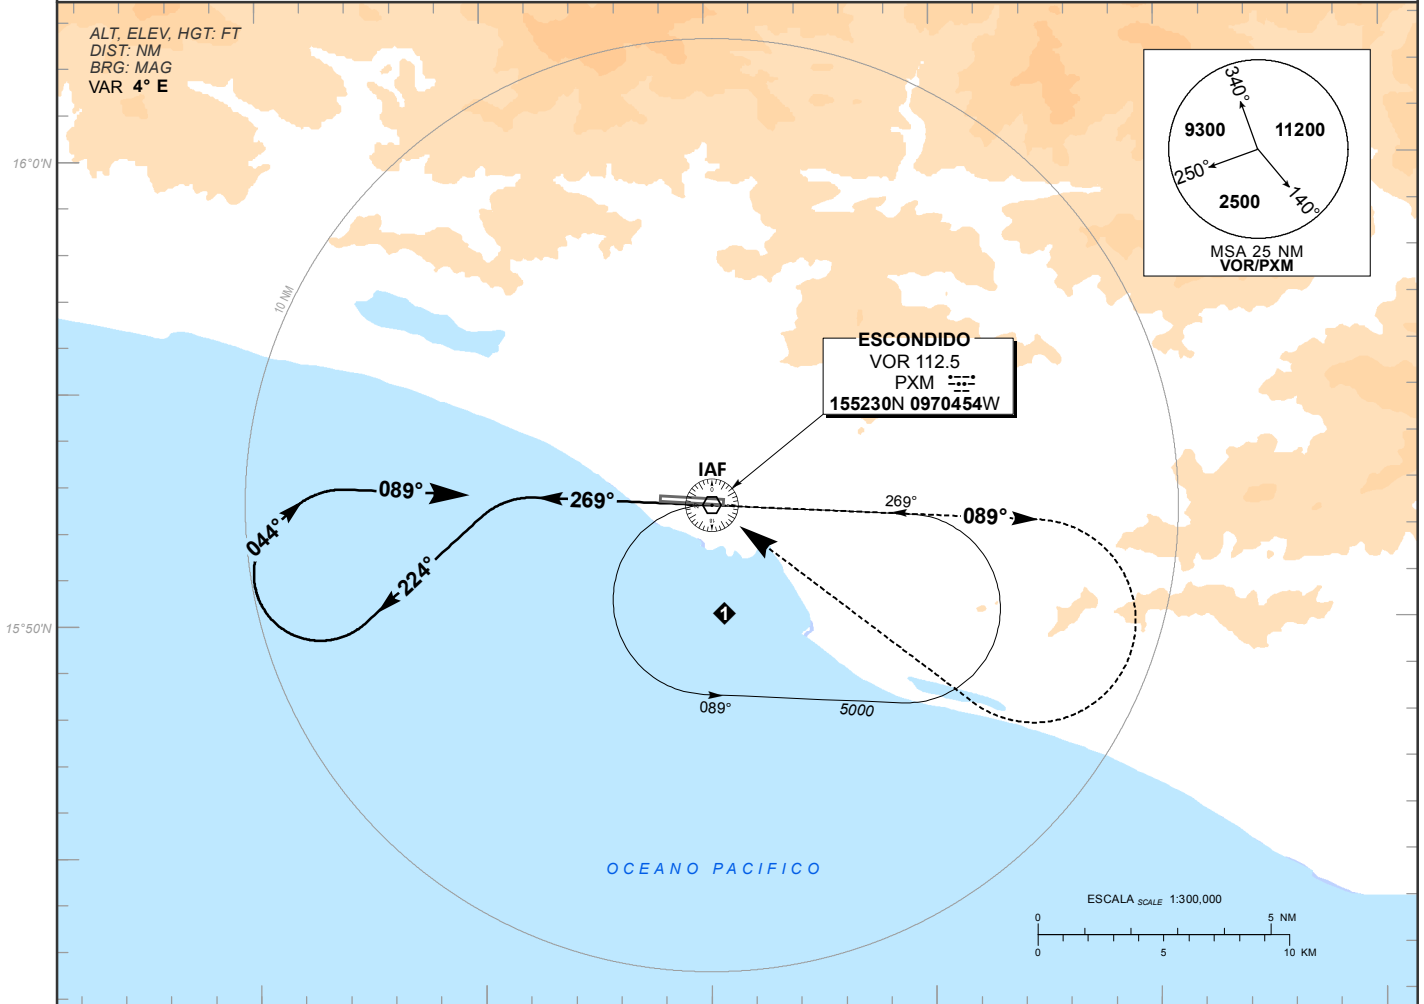 ALT, ELEV, HGT: FT
DIST: NM
BRG: MAG
VAR 4° E
340°
9300
11200
250°
2500
140°
MSA 25 NM
VOR/PXM
16°0'N
10 NM
ESCONDIDO
VOR 112.5
PXM
155230N 0970454W
IAF
089°
269°
269°
089°
044°
224°
1
15°50'N
089°
5000
OCEANO PACIFICO
ESCALA SCALE 1:300,000
0
5 NM
0
5
10 KM